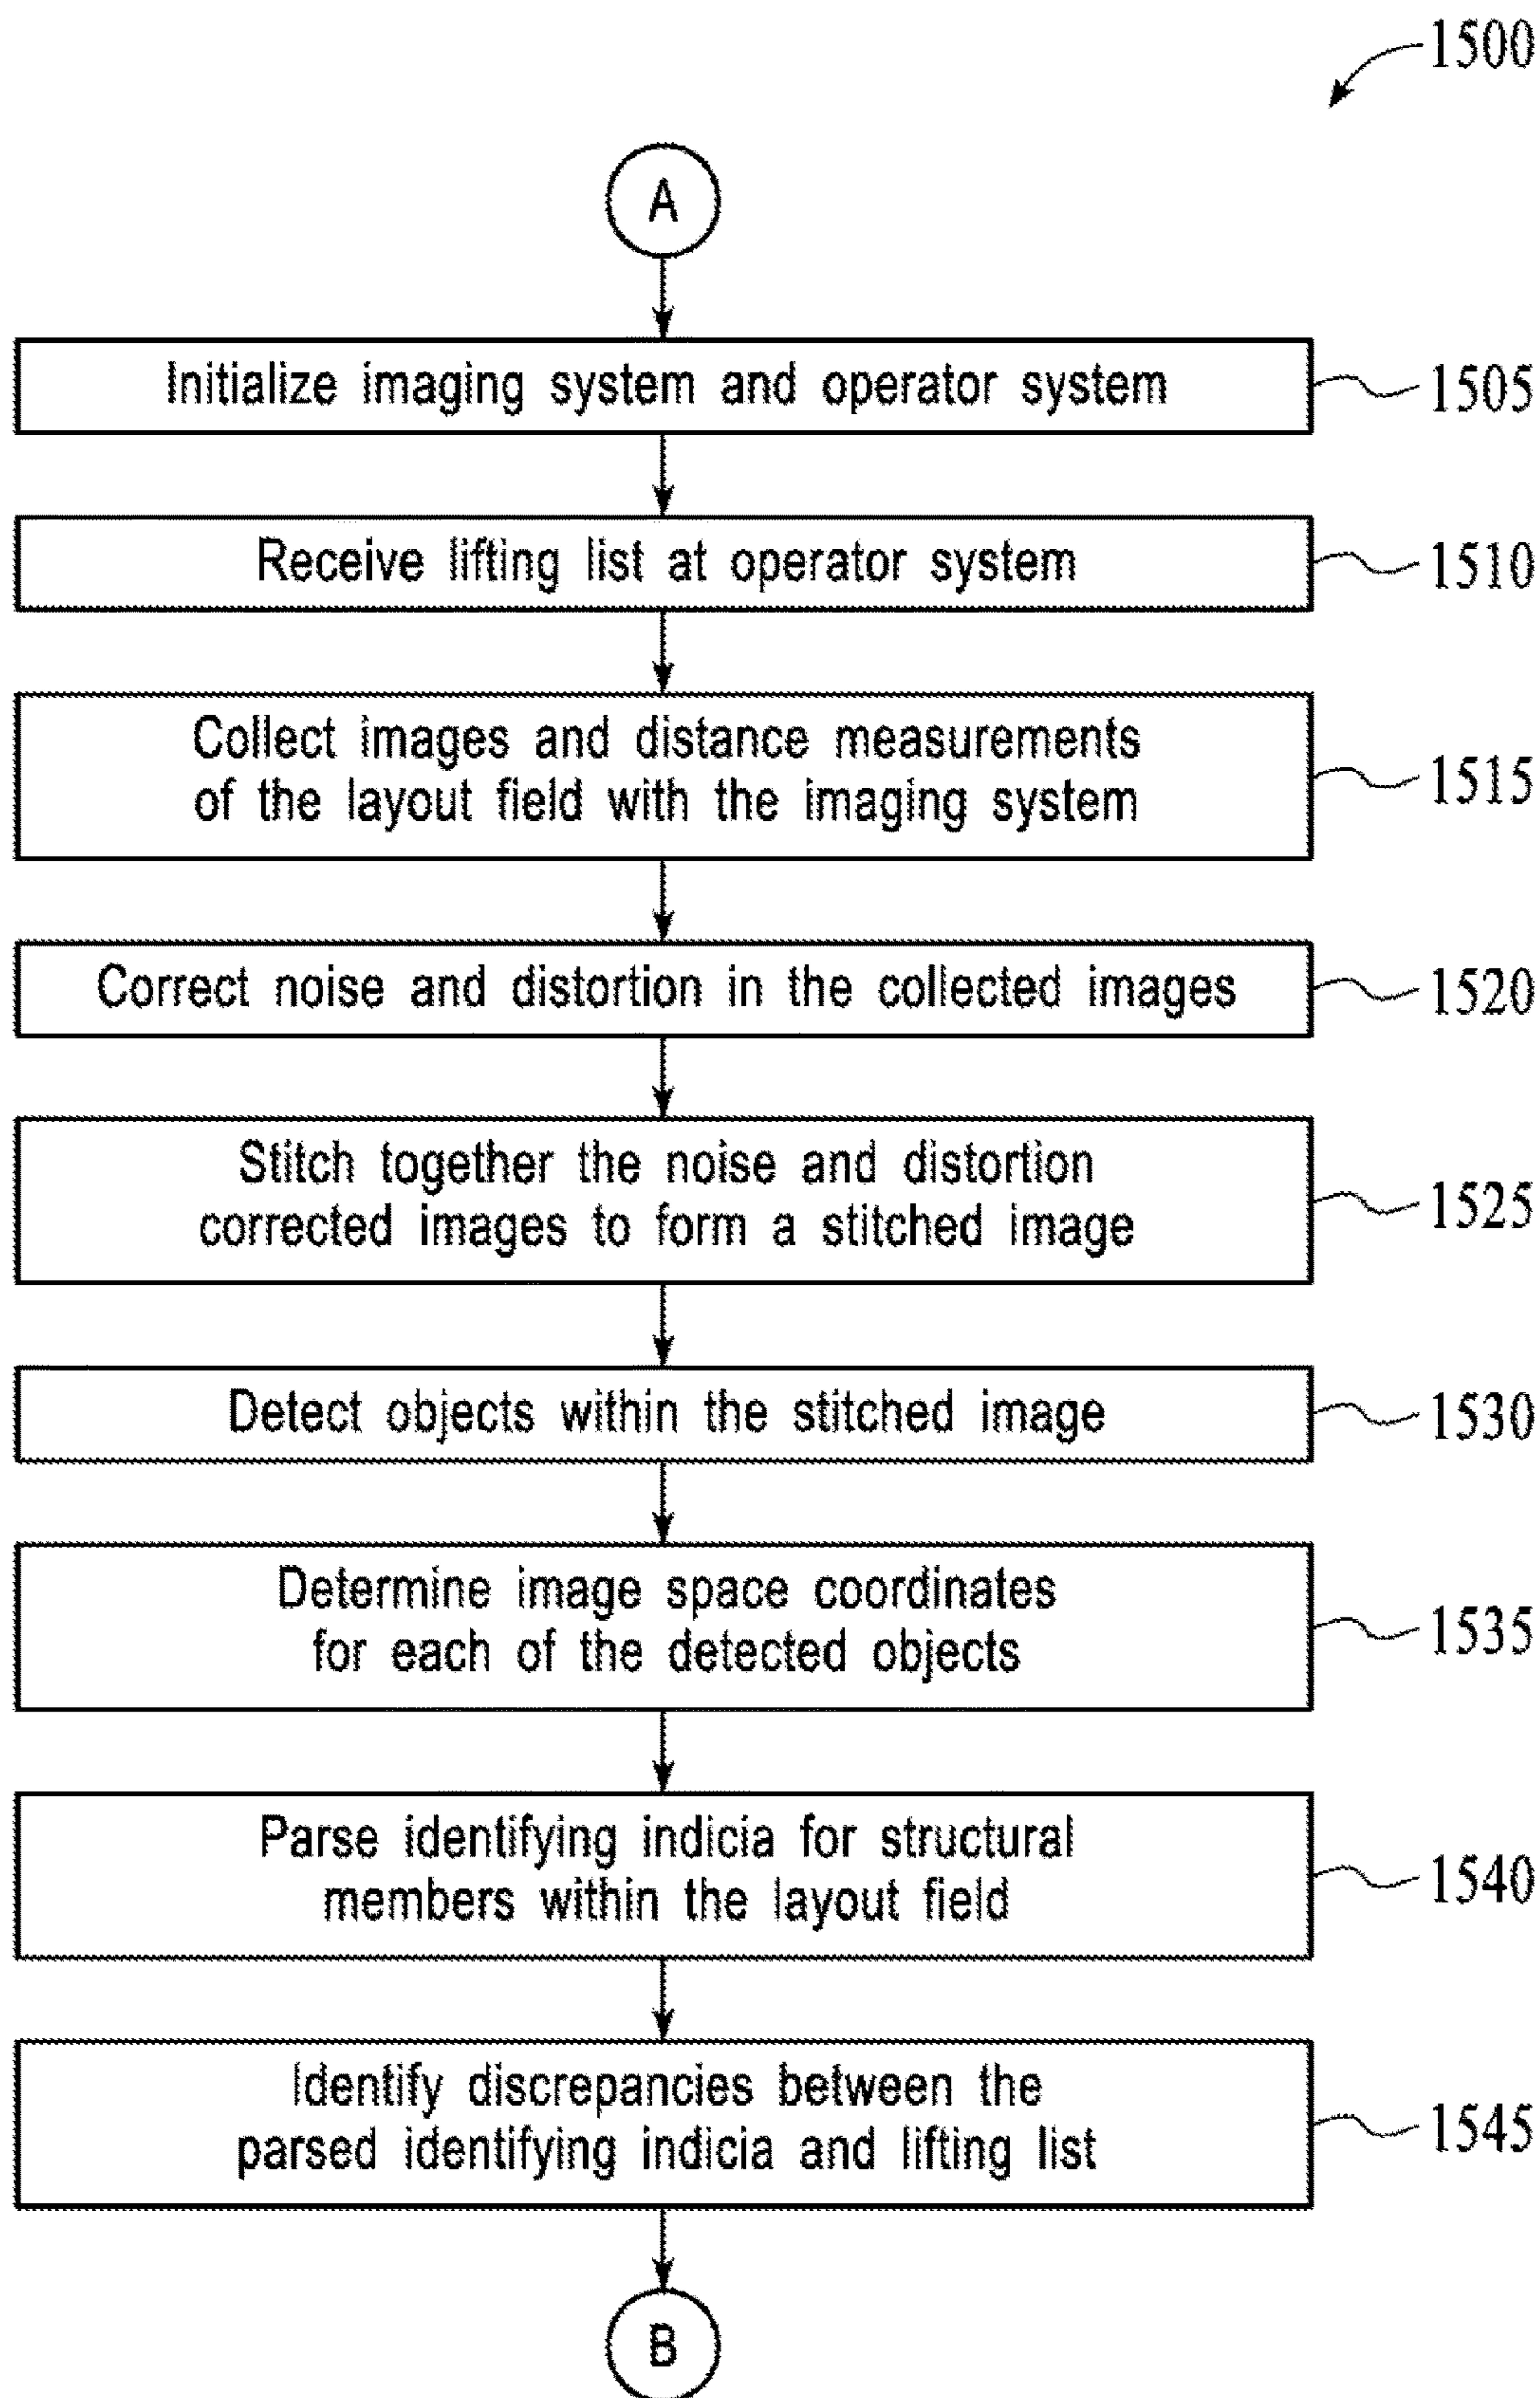 1500
A
Initialize imaging system and operator system
1505
Receive lifting list at operator system
1510
Collect images and distance measurements
of the layout field with the imaging system
1515
Correct noise and distortion in the collected images
1520
Stitch together the noise and distortion
corrected images to form a stitched image
1525
Detect objects within the stitched image
1530
Determine image space coordinates
for each of the detected objects
1535
Parse identifying indicia for structural
members within the layout field
1540
Identify discrepancies between the
parsed identifying indicia and lifting list
1545
B